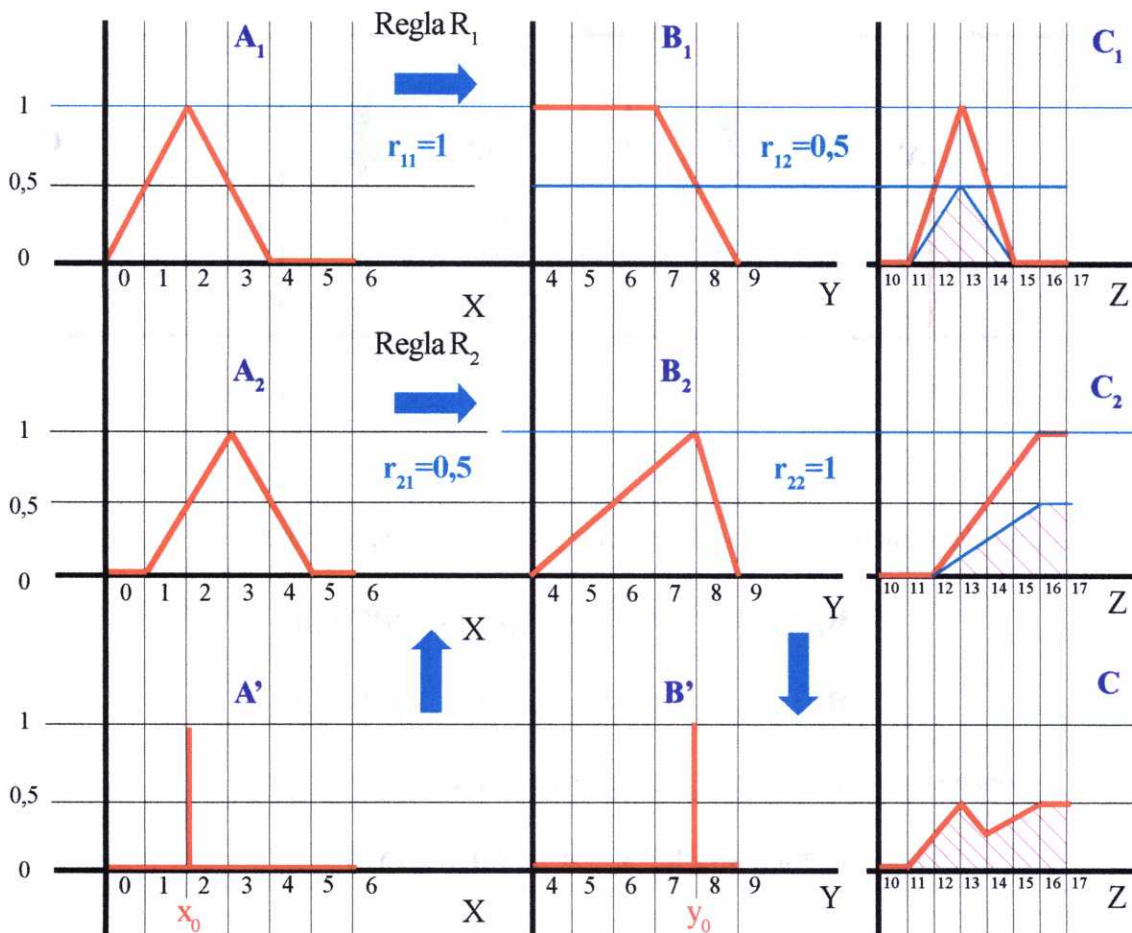 A₁ Regla R₁ B₁ C₁
1
r₁₁=1 r₁₂=0,5
0,5
0
0 1 2 3 4 5 6 4 5 6 7 8 9 10 11 12 13 14 15 16 17
X Y Z
A₂ Regla R₂ B₂ C₂
1
r₂₁=0,5 r₂₂=1
0,5
0
0 1 2 3 4 5 6 4 5 6 7 8 9 10 11 12 13 14 15 16 17
X Y Z
A’ B’ C
1
0,5
0
0 1 2 3 4 5 6 4 5 6 7 8 9 10 11 12 13 14 15 16 17
x₀ X y₀ Y Z